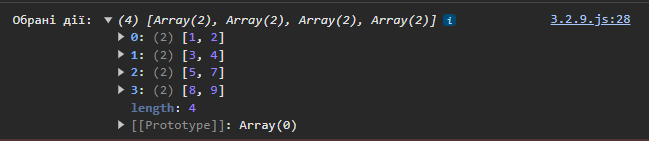 Обрані дії: ▼ (4) [Array(2), Array(2), Array(2), Array(2)] i 3.2.9.js:28
▶ 0: (2) [1, 2]
▶ 1: (2) [3, 4]
▶ 2: (2) [5, 7]
▶ 3: (2) [8, 9]
length: 4
▶ [[Prototype]]: Array(0)